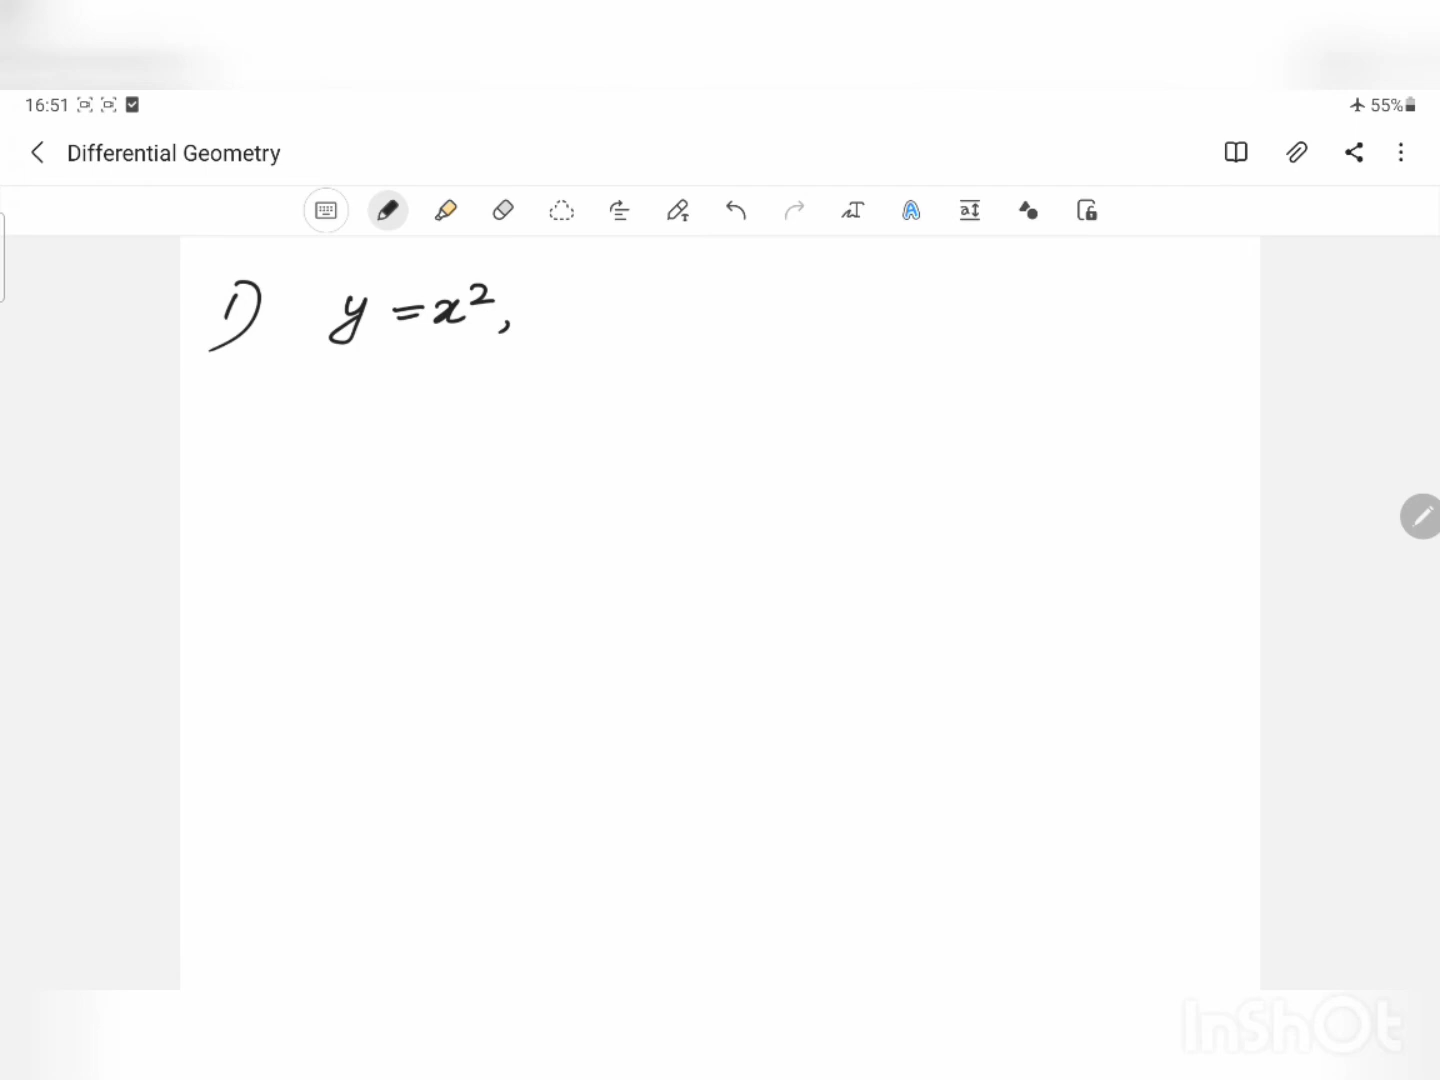 16:51
55%
Differential Geometry
1) y = x²,
InShOt